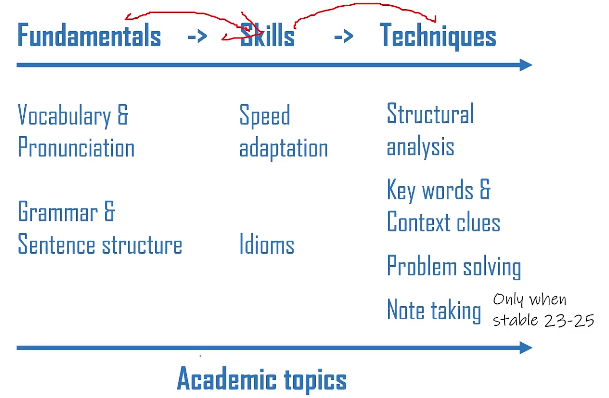 Fundamentals -> Skills -> Techniques
Vocabulary &
Pronunciation
Speed
adaptation
Structural
analysis
Key words &
Context clues
Grammar &
Sentence structure
Idioms
Problem solving
Note taking
Only when
stable 23-25
Academic topics